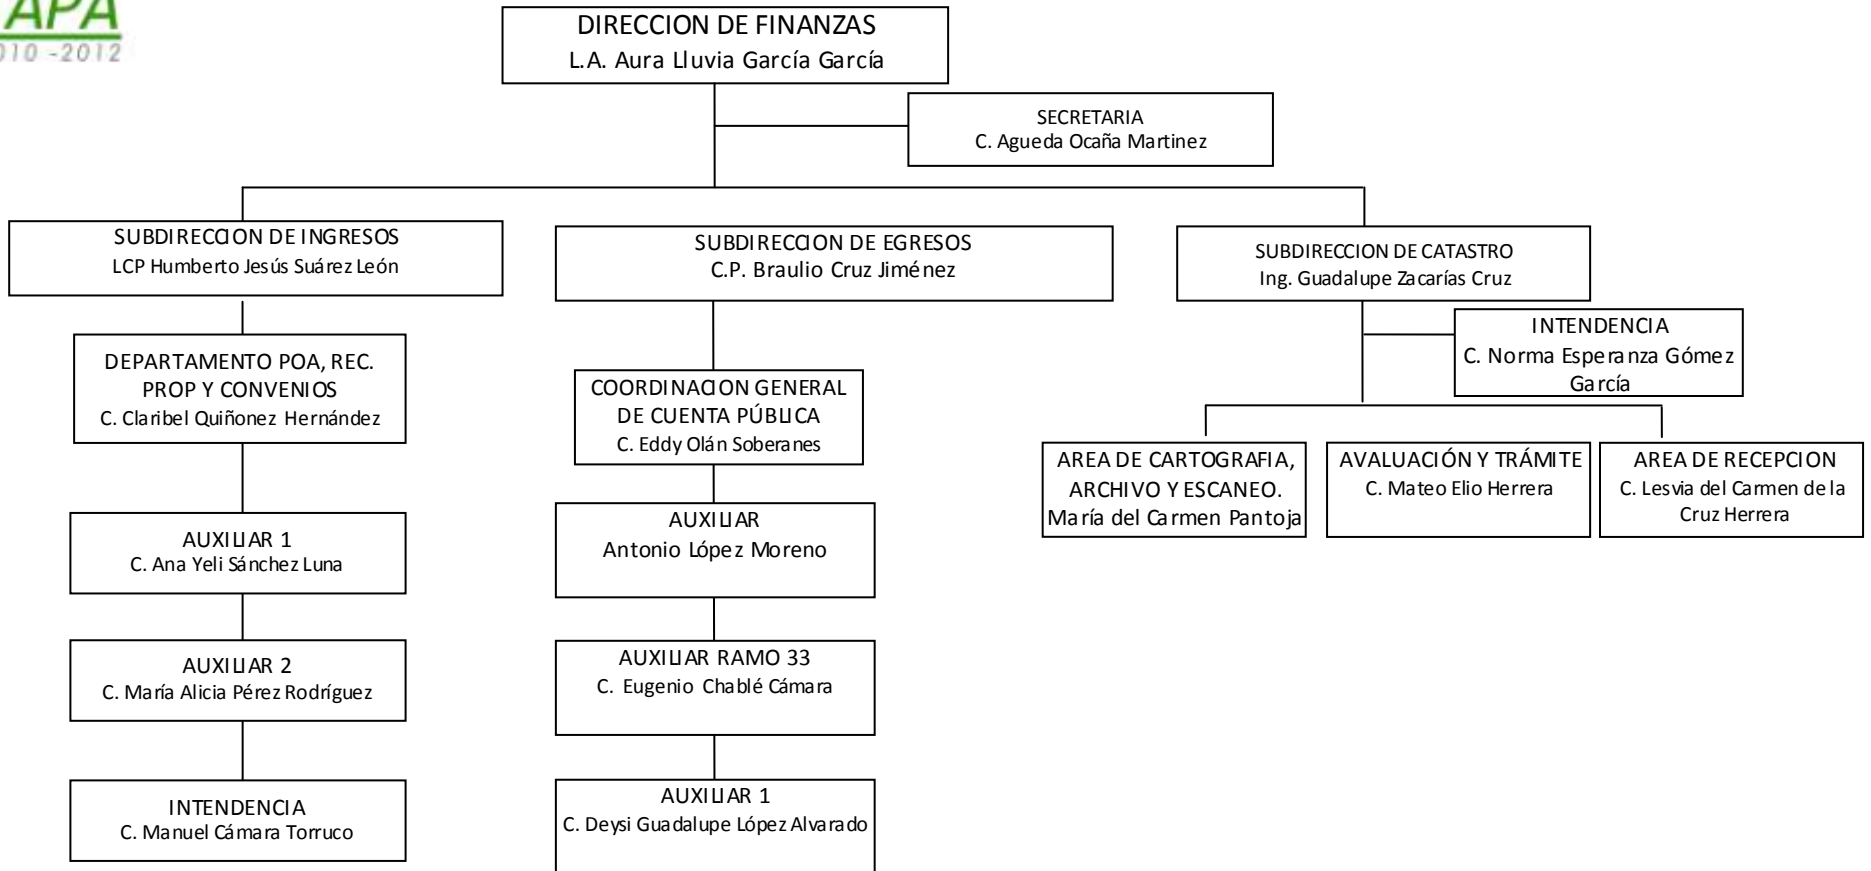 APA
010 -2012
DIRECCION DE FINANZAS
L.A. Aura Lluvia García García
SECRETARIA
C. Agueda Ocaña Martinez
SUBDIRECCION DE INGRESOS
LCP Humberto Jesús Suárez León
SUBDIRECCION DE EGRESOS
C.P. Braulio Cruz Jiménez
SUBDIRECCION DE CATASTRO
Ing. Guadalupe Zacarías Cruz
INTENDENCIA
C. Norma Esperanza Gómez
García
DEPARTAMENTO POA, REC.
PROP Y CONVENIOS
C. Claribel Quiñonez Hernández
COORDINACION GENERAL
DE CUENTA PÚBLICA
C. Eddy Olán Soberanes
AREA DE CARTOGRAFIA,
ARCHIVO Y ESCANEO.
María del Carmen Pantoja
AVALUACIÓN Y TRÁMITE
C. Mateo Elio Herrera
AREA DE RECEPCION
C. Lesvia del Carmen de la
Cruz Herrera
AUXILIAR 1
C. Ana Yeli Sánchez Luna
AUXILIAR
Antonio López Moreno
AUXILIAR 2
C. María Alicia Pérez Rodríguez
AUXILIAR RAMO 33
C. Eugenio Chablé Cámara
INTENDENCIA
C. Manuel Cámara Torruco
AUXILIAR 1
C. Deysi Guadalupe López Alvarado